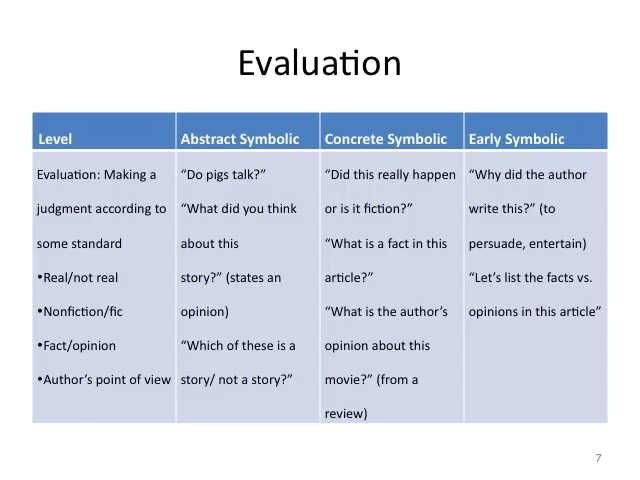 Evaluation
Level
Abstract Symbolic
Concrete Symbolic
Early Symbolic
Evaluation: Making a
judgment according to
some standard
•Real/not real
•Nonfiction/fic
•Fact/opinion
•Author’s point of view
“Do pigs talk?”
“What did you think
about this
story?” (states an
opinion)
“Which of these is a
story/ not a story?”
“Did this really happen
or is it fiction?”
“What is a fact in this
article?”
“What is the author’s
opinion about this
movie?” (from a
review)
“Why did the author
write this?” (to
persuade, entertain)
“Let’s list the facts vs.
opinions in this article”
7